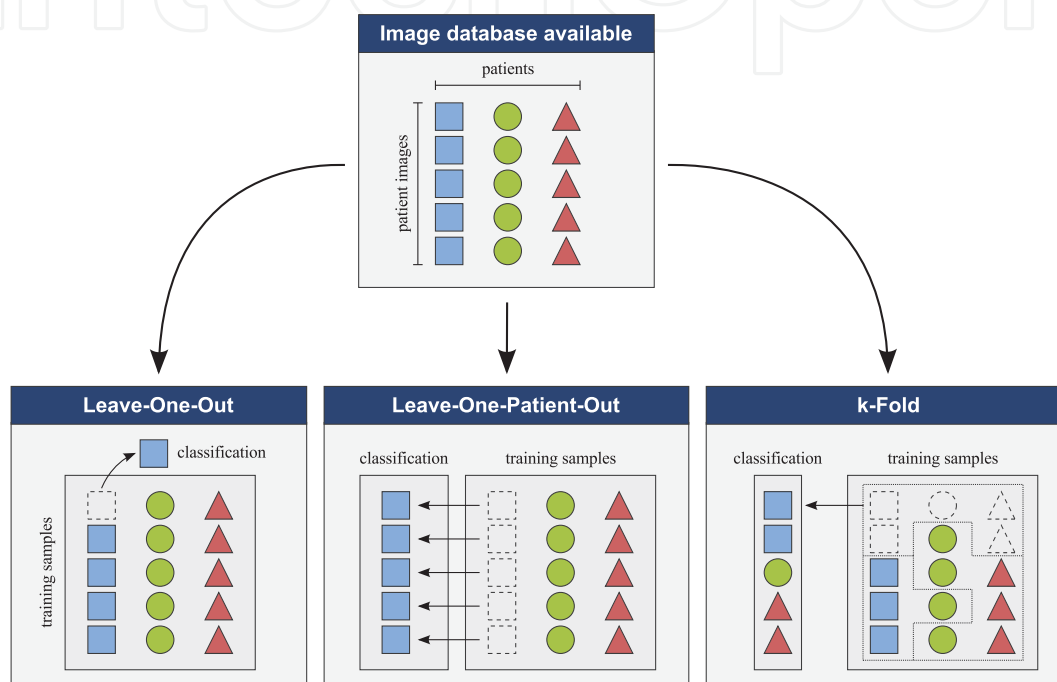 Image database available
patients
patient images
Leave-One-Out
classification
training samples
Leave-One-Patient-Out
classification
training samples
k-Fold
classification
training samples